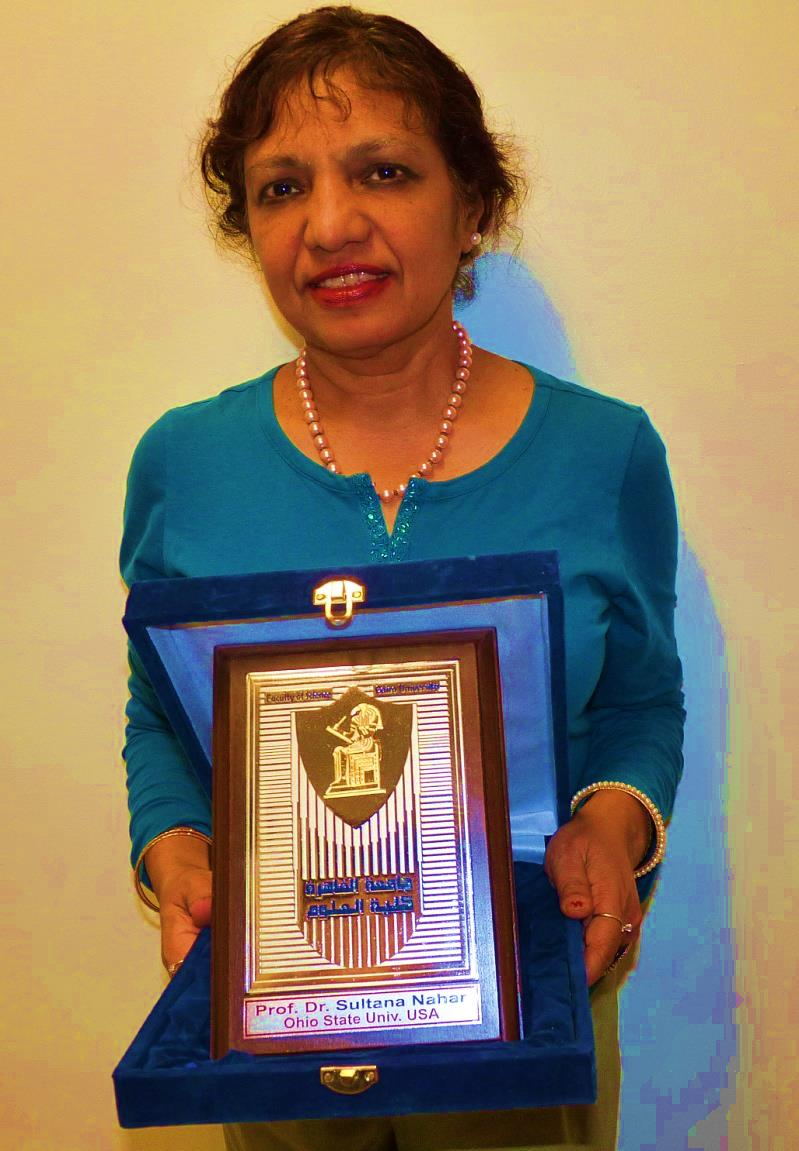 Faculty of Science
Cairo University
جامعة القاهرة
كلية العلوم
Prof. Dr. Sultana Nahar
Ohio State Univ. USA